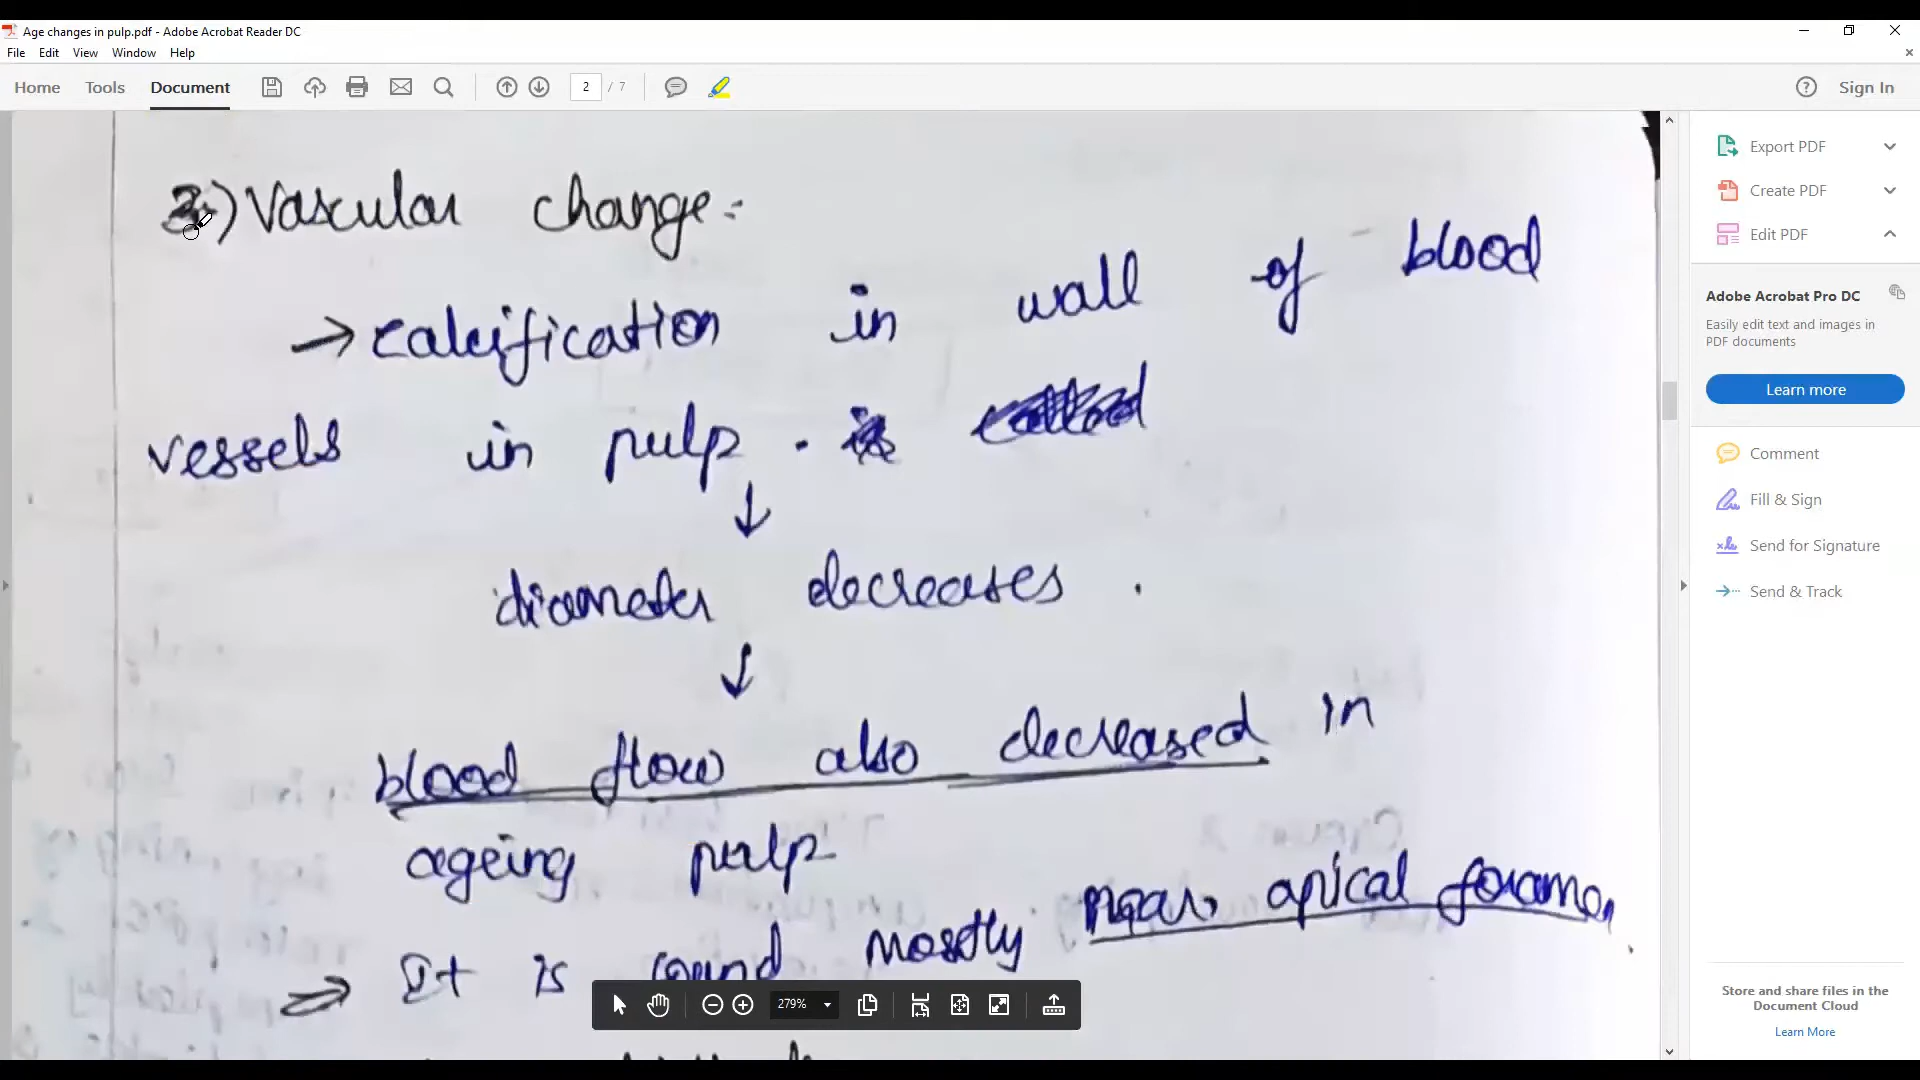 Age changes in pulp.pdf - Adobe Acrobat Reader DC
File Edit View Window Help
Home Tools Document 2 / 7 Sign In
3) Vascular change:-
→ calcification in wall of blood
vessels in pulp.
↓
diameter decreases.
↓
blood flow also decreased in
ageing pulp
⇒ It is found mostly near apical foramen
279%
Export PDF
Create PDF
Edit PDF
Adobe Acrobat Pro DC
Easily edit text and images in
PDF documents
Learn more
Comment
Fill & Sign
Send for Signature
Send & Track
Store and share files in the
Document Cloud
Learn More